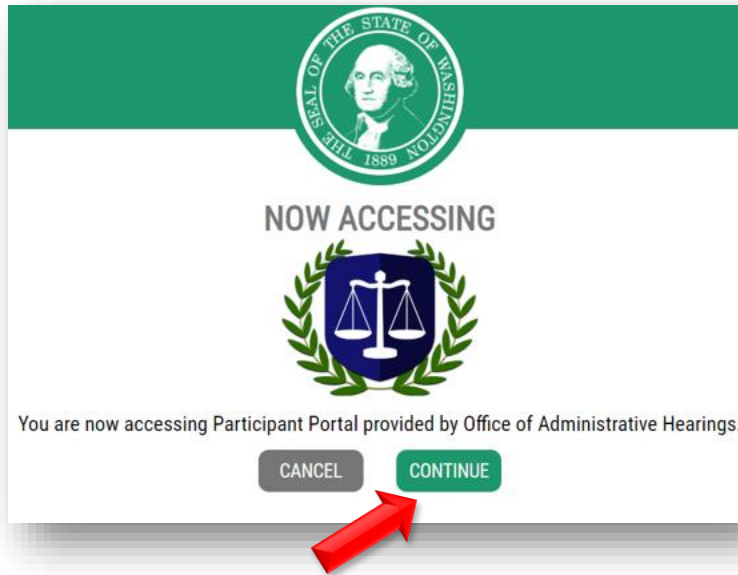 THE SEAL OF THE STATE OF WASHINGTON
1889
NOW ACCESSING
You are now accessing Participant Portal provided by Office of Administrative Hearings.
CANCEL CONTINUE